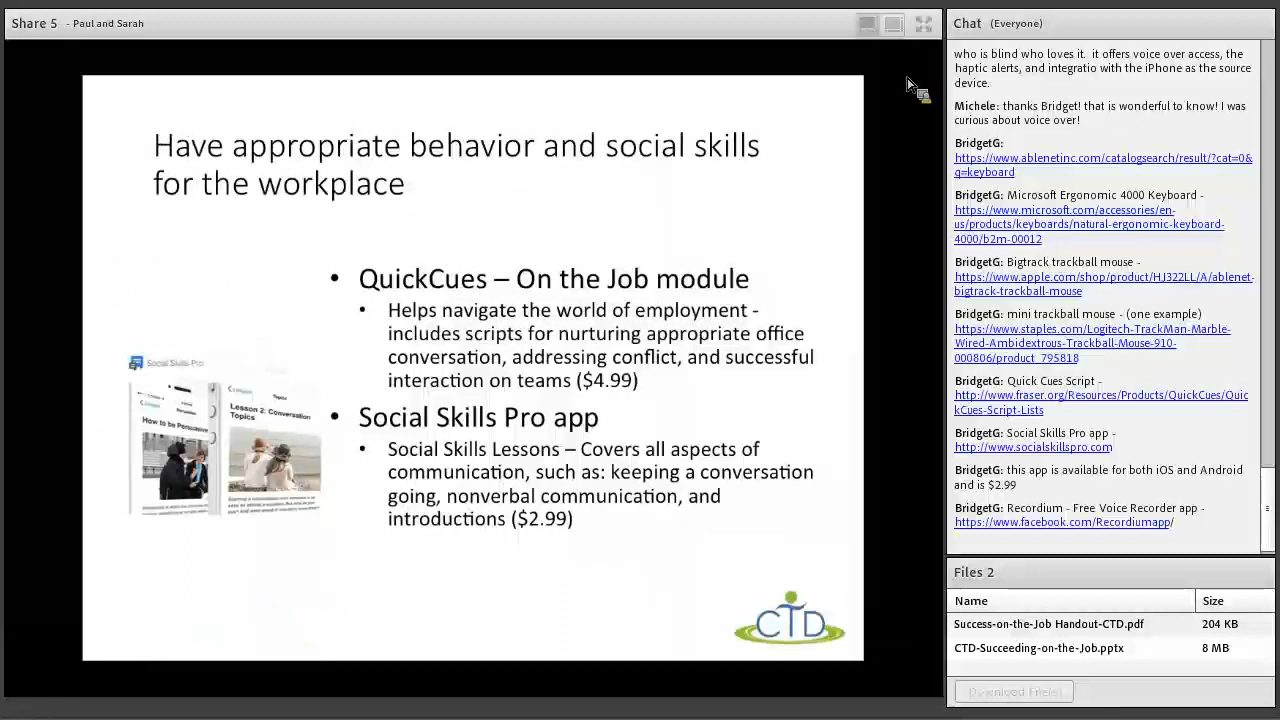 Share 5 - Paul and Sarah
Have appropriate behavior and social skills
for the workplace
• QuickCues – On the Job module
• Helps navigate the world of employment -
includes scripts for nurturing appropriate office
conversation, addressing conflict, and successful
interaction on teams ($4.99)
• Social Skills Pro app
• Social Skills Lessons – Covers all aspects of
communication, such as: keeping a conversation
going, nonverbal communication, and
introductions ($2.99)
Social Skills Pro
How to be Persuasive
Topics
Lesson 2: Conversation
Topics
CTD
Chat (Everyone)
who is blind who loves it. it offers voice over access, the
haptic alerts, and integratio with the iPhone as the source
device.
Michele: thanks Bridget! that is wonderful to know! I was
curious about voice over!
BridgetG:
https://www.ablenetinc.com/catalogsearch/result/?cat=0&
q=keyboard
BridgetG: Microsoft Ergonomic 4000 Keyboard -
https://www.microsoft.com/accessories/en-
us/products/keyboards/natural-ergonomic-keyboard-
4000/b2m-00012
BridgetG: Bigtrack trackball mouse -
https://www.apple.com/shop/product/HJ322LL/A/ablenet-
bigtrack-trackball-mouse
BridgetG: mini trackball mouse - (one example)
https://www.staples.com/Logitech-TrackMan-Marble-
Wired-Ambidextrous-Trackball-Mouse-910-
000806/product_795818
BridgetG: Quick Cues Script -
http://www.fraser.org/Resources/Products/QuickCues/Quic
kCues-Script-Lists
BridgetG: Social Skills Pro app -
http://www.socialskillspro.com
BridgetG: this app is available for both iOS and Android
and is $2.99
BridgetG: Recordium - Free Voice Recorder app -
https://www.facebook.com/Recordiumapp/
Files 2
Name Size
Success-on-the-Job Handout-CTD.pdf 204 KB
CTD-Succeeding-on-the-Job.pptx 8 MB
Download File(s)